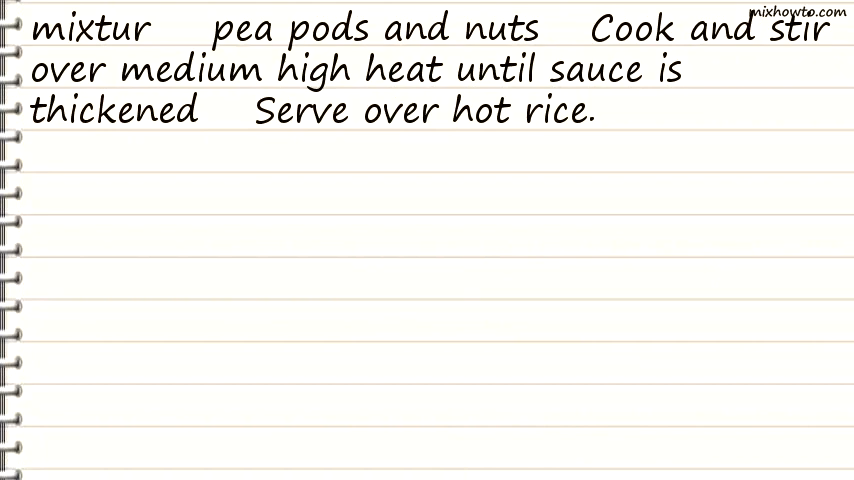 mixhowto.com
mixtur pea pods and nuts Cook and stir
over medium high heat until sauce is
thickened Serve over hot rice.